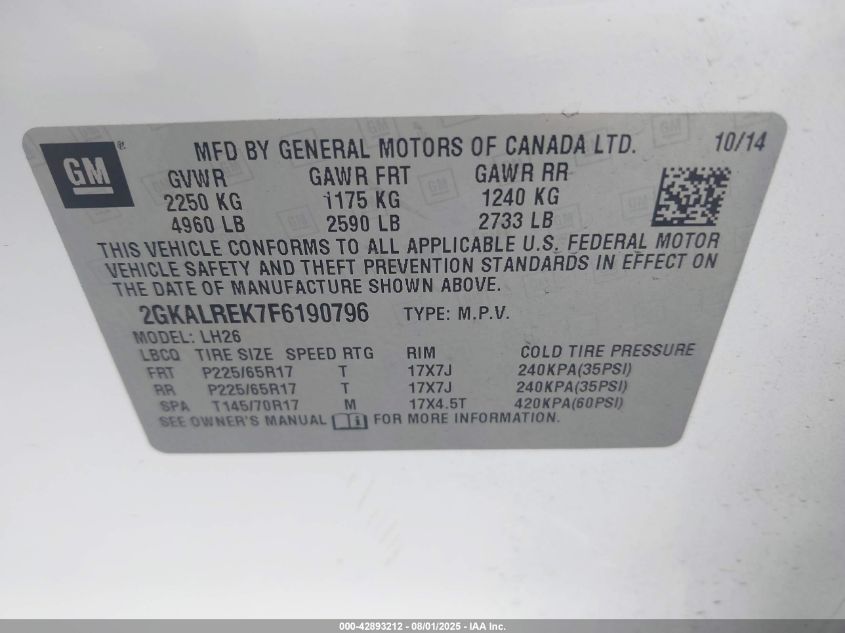 GM
MFD BY GENERAL MOTORS OF CANADA LTD. 10/14
GVWR GAWR FRT GAWR RR
2250 KG 1175 KG 1240 KG
4960 LB 2590 LB 2733 LB
THIS VEHICLE CONFORMS TO ALL APPLICABLE U.S. FEDERAL MOTOR
VEHICLE SAFETY AND THEFT PREVENTION STANDARDS IN EFFECT ON
THE DATE OF MANUFACTURE SHOWN ABOVE.
2GKALREK7F6190796 TYPE: M.P.V.
MODEL: LH26
LBCQ TIRE SIZE SPEED RTG RIM COLD TIRE PRESSURE
FRT P225/65R17 T 17X7J 240KPA(35PSI)
RR P225/65R17 T 17X7J 240KPA(35PSI)
SPA T145/70R17 M 17X4.5T 420KPA(60PSI)
SEE OWNER'S MANUAL FOR MORE INFORMATION.
000-42893212 - 08/01/2025 - IAA Inc.